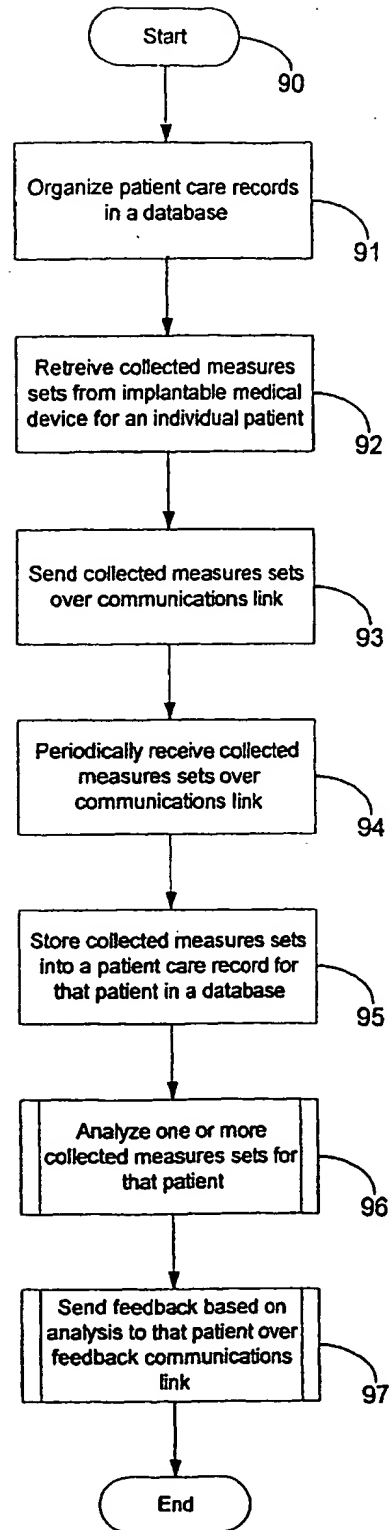 Start
90
Organize patient care records
in a database
91
Retreive collected measures
sets from implantable medical
device for an individual patient
92
Send collected measures sets
over communications link
93
Periodically receive collected
measures sets over
communications link
94
Store collected measures sets
into a patient care record for
that patient in a database
95
Analyze one or more
collected measures sets for
that patient
96
Send feedback based on
analysis to that patient over
feedback communications
link
97
End